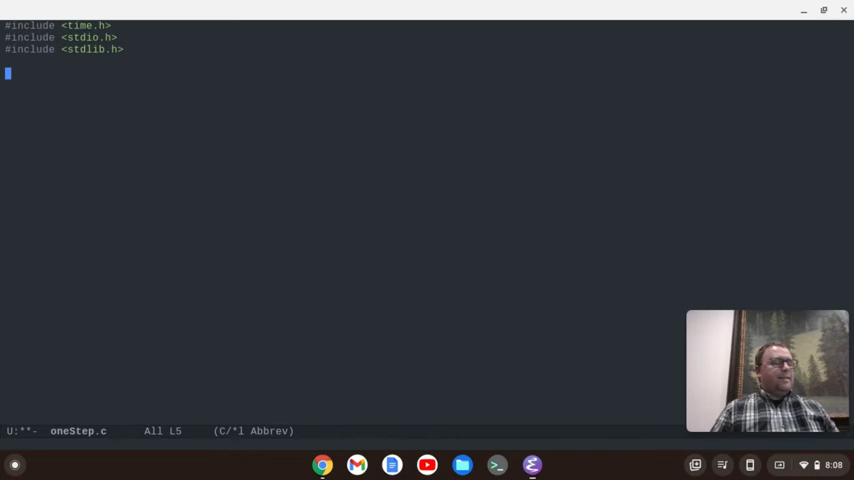 #include <time.h>
#include <stdio.h>
#include <stdlib.h>
U:**- oneStep.c All L5 (C/*l Abbrev)
8:08